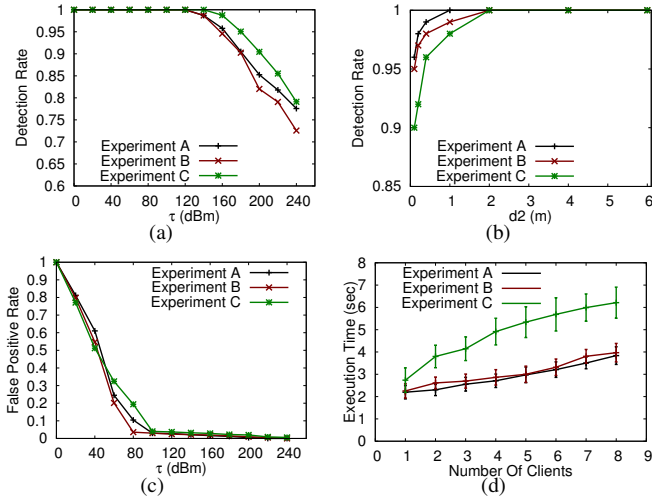 1
0.95
0.9
0.85
0.8
0.75
0.7
0.65
0.6
Detection Rate
Experiment A
Experiment B
Experiment C
0 40 80 120 160 200 240
τ (dBm)
(a)
1
0.95
0.9
0.85
Detection Rate
Experiment A
Experiment B
Experiment C
0 1 2 3 4 5 6
d2 (m)
(b)
1
0.9
0.8
0.7
0.6
0.5
0.4
0.3
0.2
0.1
0
False Positive Rate
Experiment A
Experiment B
Experiment C
0 40 80 120 160 200 240
τ (dBm)
(c)
8
7
6
5
4
3
2
1
0
Execution Time (sec)
Experiment A
Experiment B
Experiment C
1 2 3 4 5 6 7 8
Number Of Clients
(d)